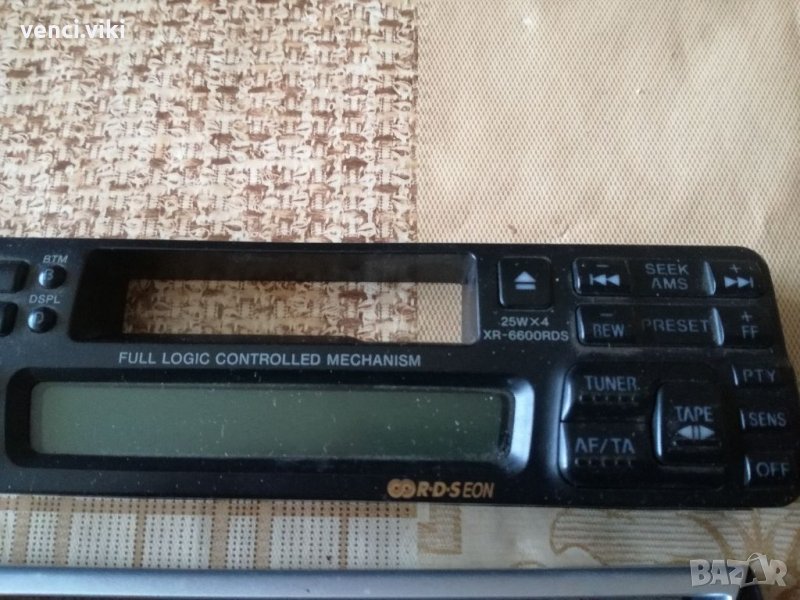 venci.viki
BTM
B
DSPL
D
25W×4
XR-6600RDS
SEEK
AMS
−
+
REW
PRESET
−
+
FF
FULL LOGIC CONTROLLED MECHANISM
TUNER
TAPE
PTY
AF/TA
SENS
OFF
R·D·S EON
BAZAR